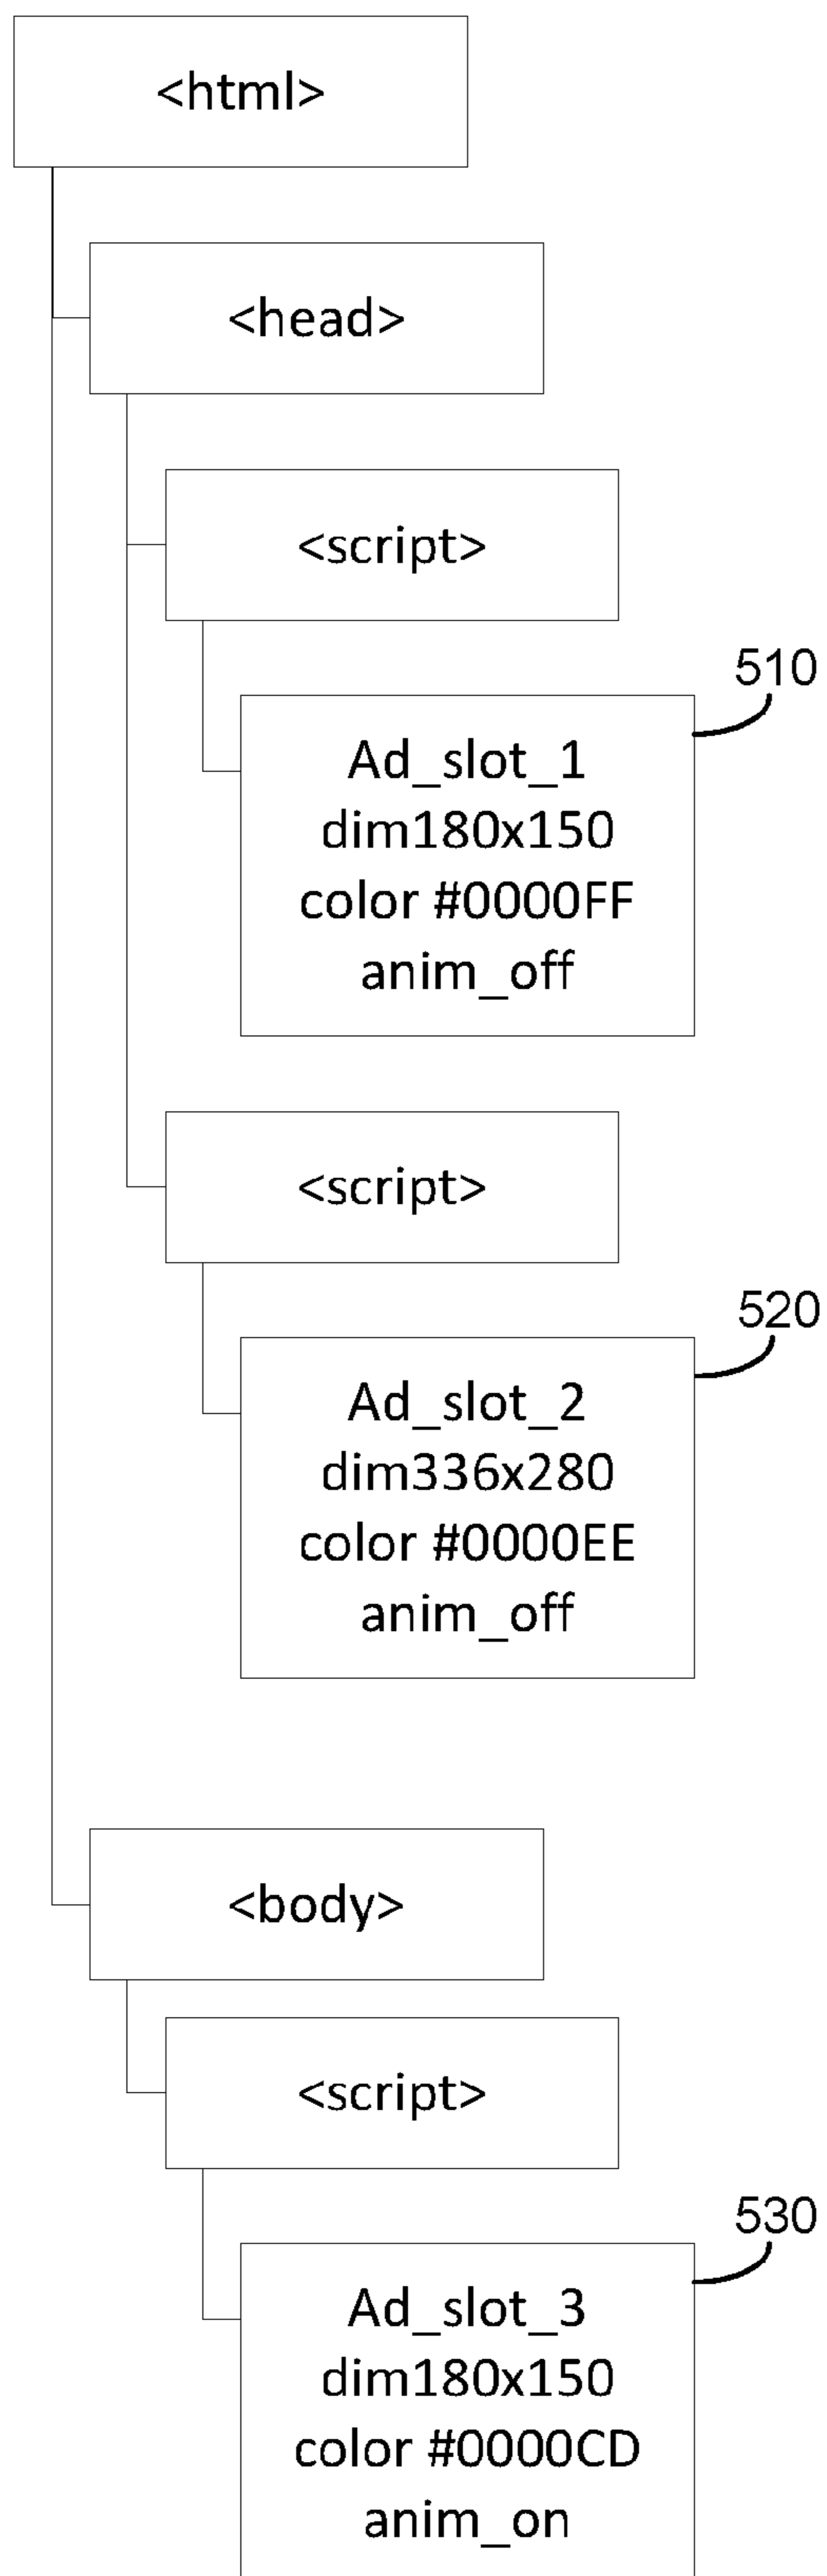 <html>
<head>
<script>
510
Ad_slot_1
dim180x150
color #0000FF
anim_off
<script>
520
Ad_slot_2
dim336x280
color #0000EE
anim_off
<body>
<script>
530
Ad_slot_3
dim180x150
color #0000CD
anim_on